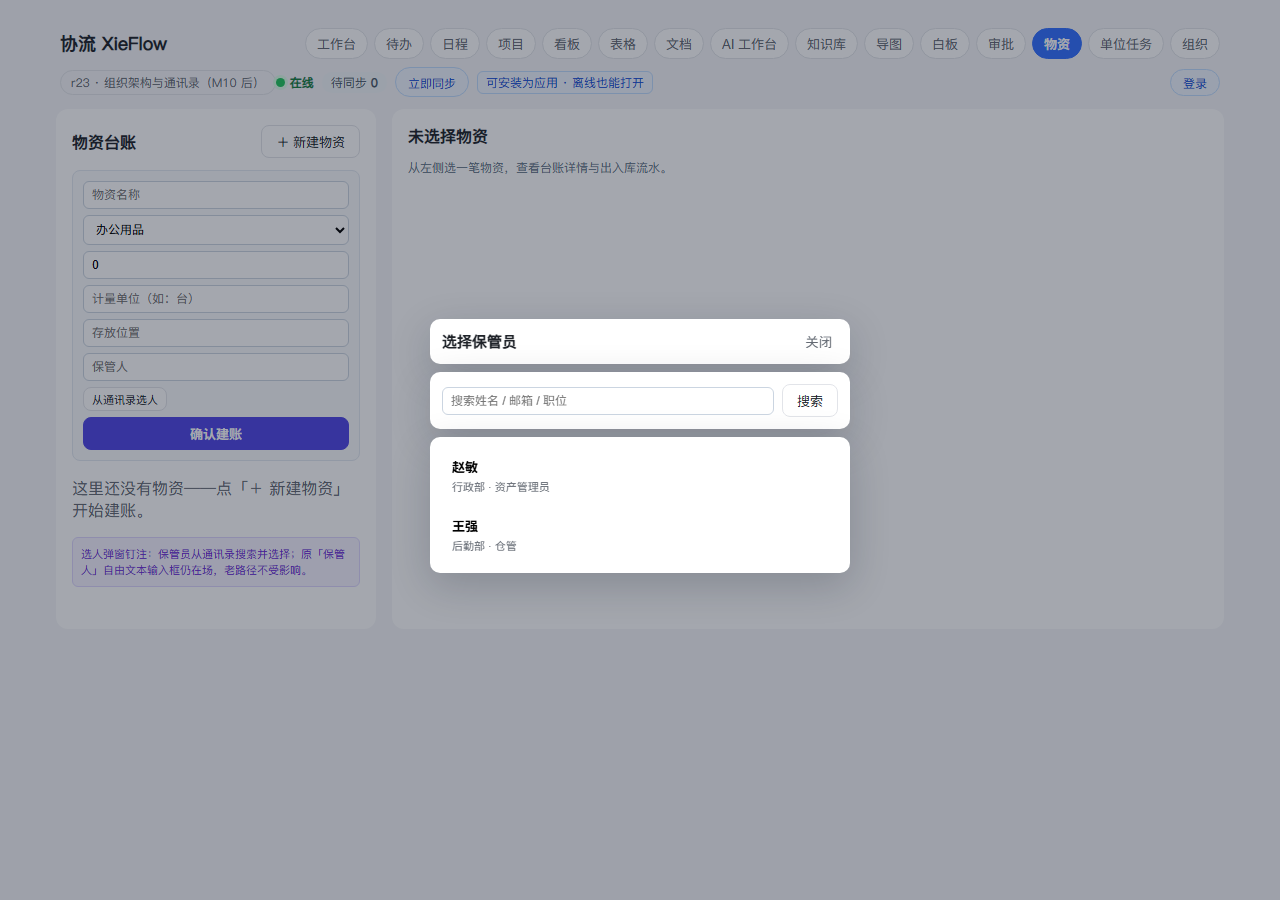 协流 XieFlow
工作台 待办 日程 项目 看板 表格 文档 AI 工作台 知识库 导图 白板 审批 物资 单位任务 组织
r23 · 组织架构与通讯录（M10 后） 在线 待同步 0 立即同步 可安装为应用 · 离线也能打开 登录
物资台账 ＋ 新建物资
物资名称
办公用品
0
计量单位（如：台）
存放位置
保管人
从通讯录选人
确认建账
这里还没有物资——点「＋ 新建物资」
开始建账。
选人弹窗钉注：保管员从通讯录搜索并选择；原「保管
人」自由文本输入框仍在场，老路径不受影响。
未选择物资
从左侧选一笔物资，查看台账详情与出入库流水。
选择保管员 关闭
搜索姓名 / 邮箱 / 职位 搜索
赵敏
行政部 · 资产管理员
王强
后勤部 · 仓管